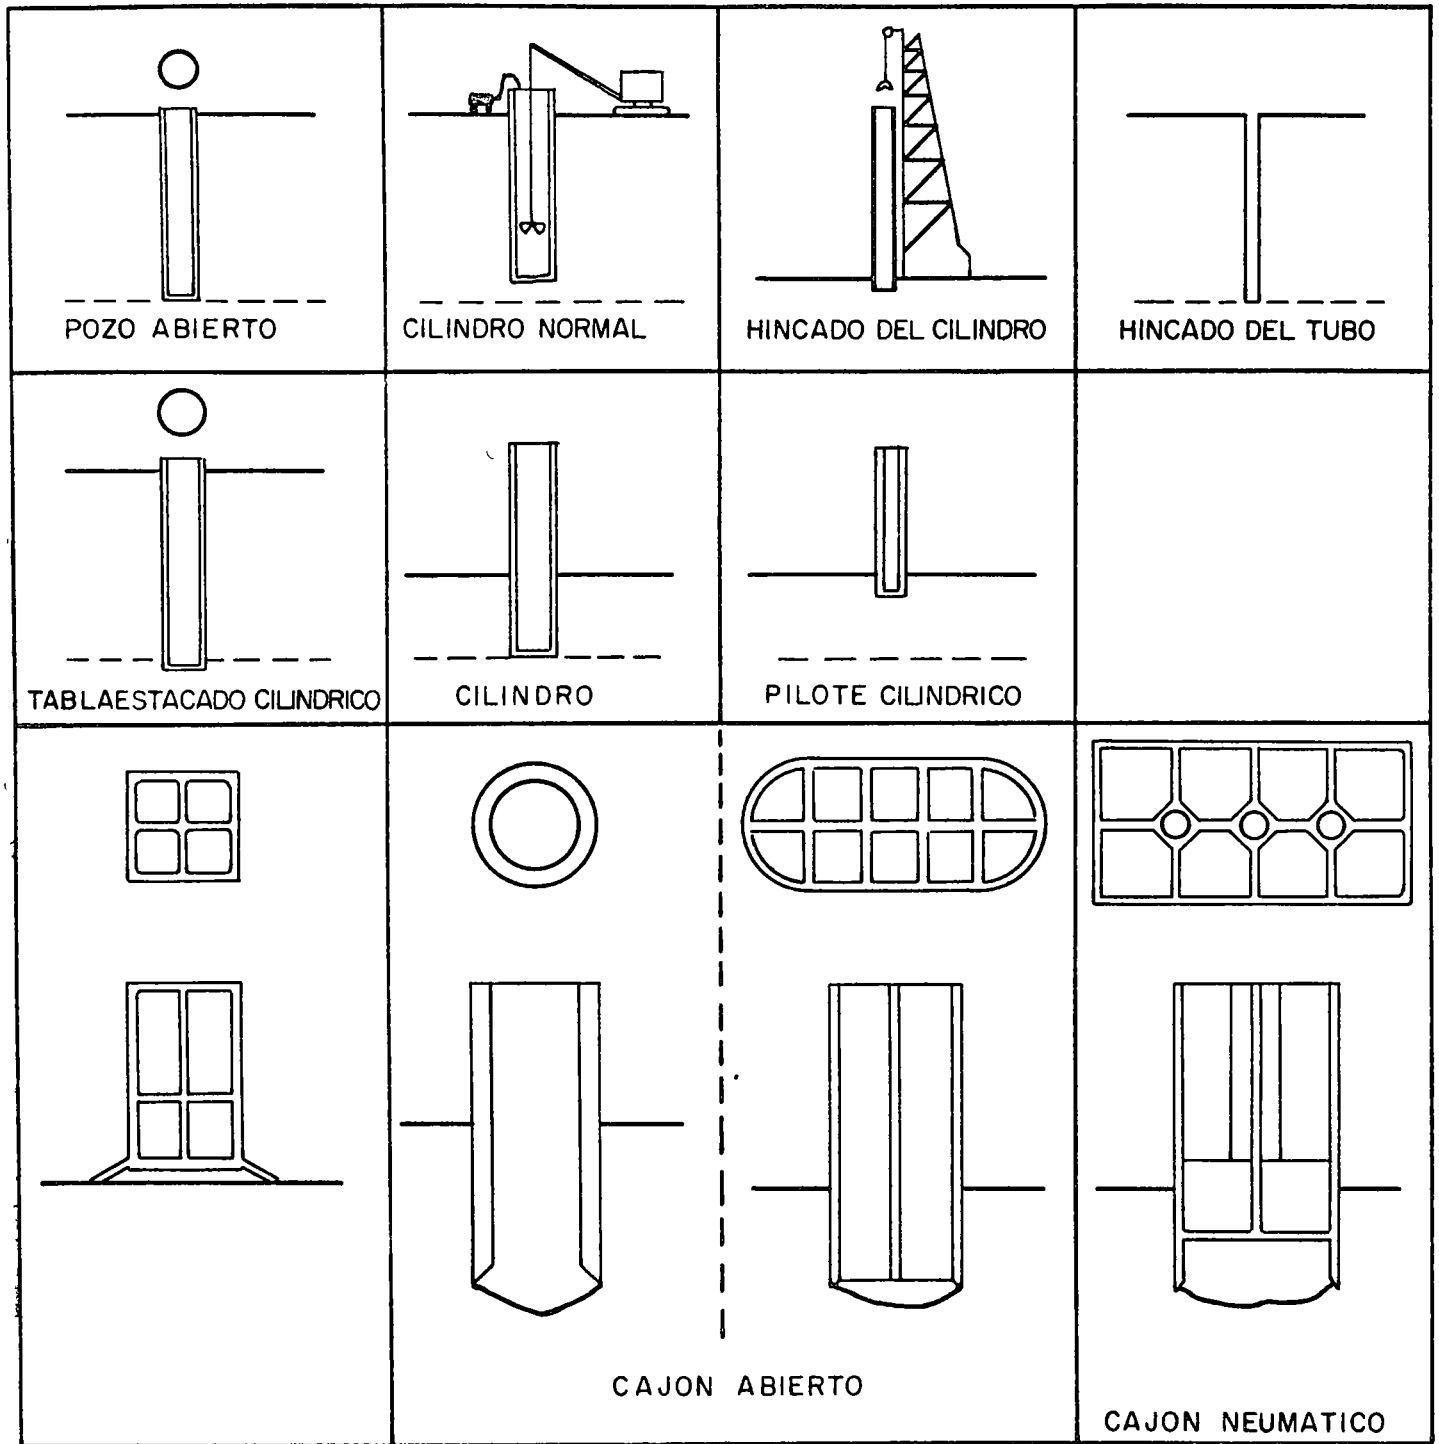 POZO ABIERTO
CILINDRO NORMAL
HINCADO DEL CILINDRO
HINCADO DEL TUBO
TABLAESTACADO CILINDRICO
CILINDRO
PILOTE CILINDRICO
CAJON ABIERTO
CAJON NEUMATICO